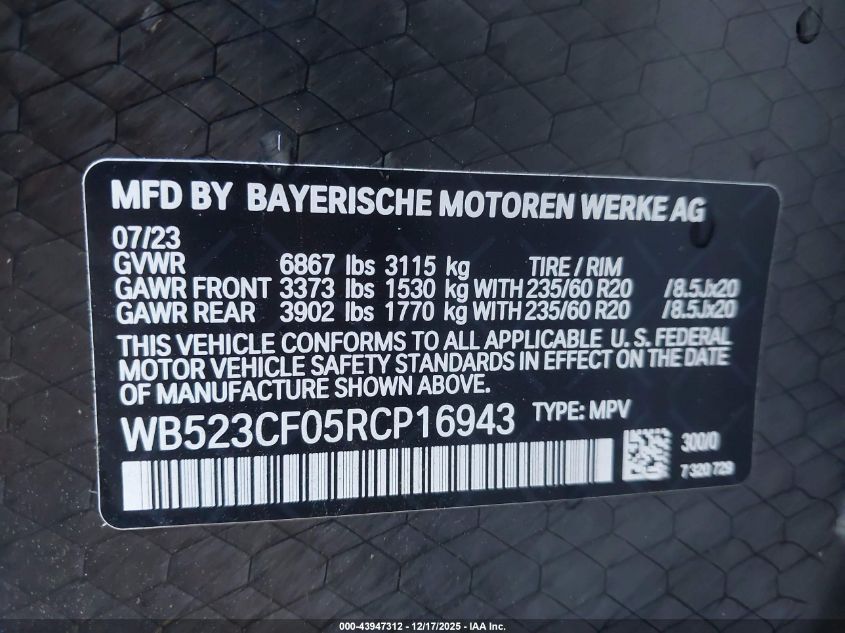 MFD BY BAYERISCHE MOTOREN WERKE AG
07/23
GVWR 6867 lbs 3115 kg TIRE / RIM
GAWR FRONT 3373 lbs 1530 kg WITH 235/60 R20 /8.5Jx20
GAWR REAR 3902 lbs 1770 kg WITH 235/60 R20 /8.5Jx20
THIS VEHICLE CONFORMS TO ALL APPLICABLE U. S. FEDERAL
MOTOR VEHICLE SAFETY STANDARDS IN EFFECT ON THE DATE
OF MANUFACTURE SHOWN ABOVE.
WB523CF05RCP16943 TYPE: MPV
300/0
7 320 729
000-43947312 - 12/17/2025 - IAA Inc.